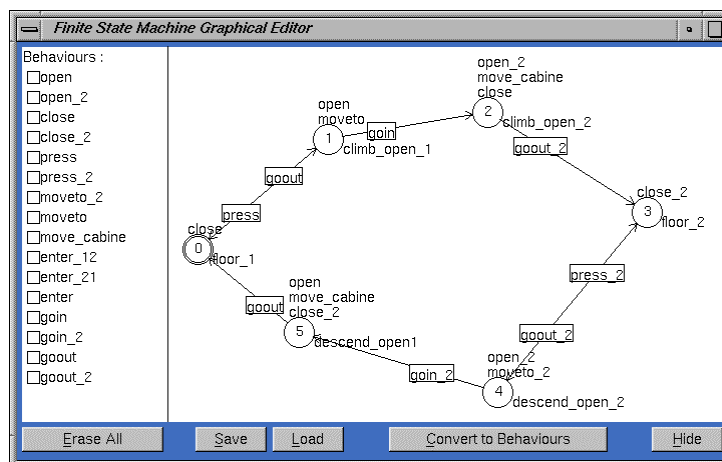 Finite State Machine Graphical Editor
Behaviours :
open
open_2
close
close_2
press
press_2
moveto_2
moveto
move_cabine
enter_12
enter_21
enter
goin
goin_2
goout
goout_2
open_2
move_cabine
close
2
climb_open_2
open
moveto
1
climb_open_1
goin
goout_2
goout
press
close_2
3
floor_2
close
0
floor_1
press_2
open
move_cabine
close_2
5
descend_open1
goout
goout_2
open_2
moveto_2
4
descend_open_2
goin_2
Erase All
Save
Load
Convert to Behaviours
Hide